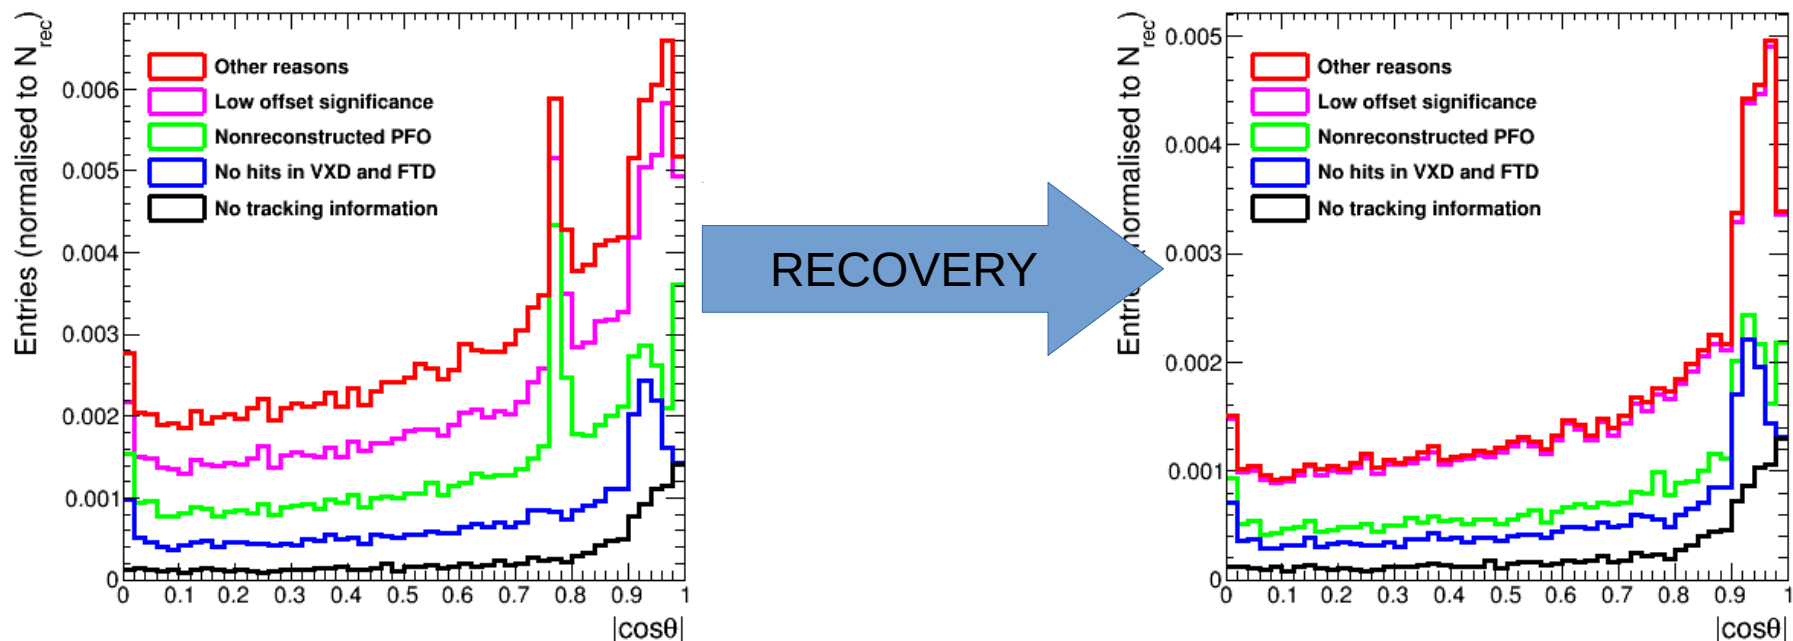 Entries (normalised to Nrec)
Other reasons
Low offset significance
Nonreconstructed PFO
No hits in VXD and FTD
No tracking information
0.006
0.005
0.004
0.003
0.002
0.001
0
0 0.1 0.2 0.3 0.4 0.5 0.6 0.7 0.8 0.9 1
|cosθ|
RECOVERY
Entries (normalised to Nrec)
Other reasons
Low offset significance
Nonreconstructed PFO
No hits in VXD and FTD
No tracking information
0.005
0.004
0.003
0.002
0.001
0
0 0.1 0.2 0.3 0.4 0.5 0.6 0.7 0.8 0.9 1
|cosθ|